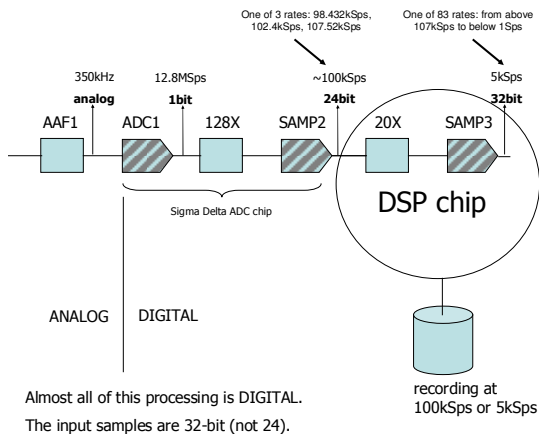 One of 3 rates: 98.432kSps,
102.4kSps, 107.52kSps
One of 83 rates: from above
107kSps to below 1Sps
350kHz
analog
12.8MSps
1bit
~100kSps
24bit
5kSps
32bit
AAF1
ADC1
128X
SAMP2
20X
SAMP3
Sigma Delta ADC chip
DSP chip
ANALOG
DIGITAL
recording at
100kSps or 5kSps
Almost all of this processing is DIGITAL.
The input samples are 32-bit (not 24).